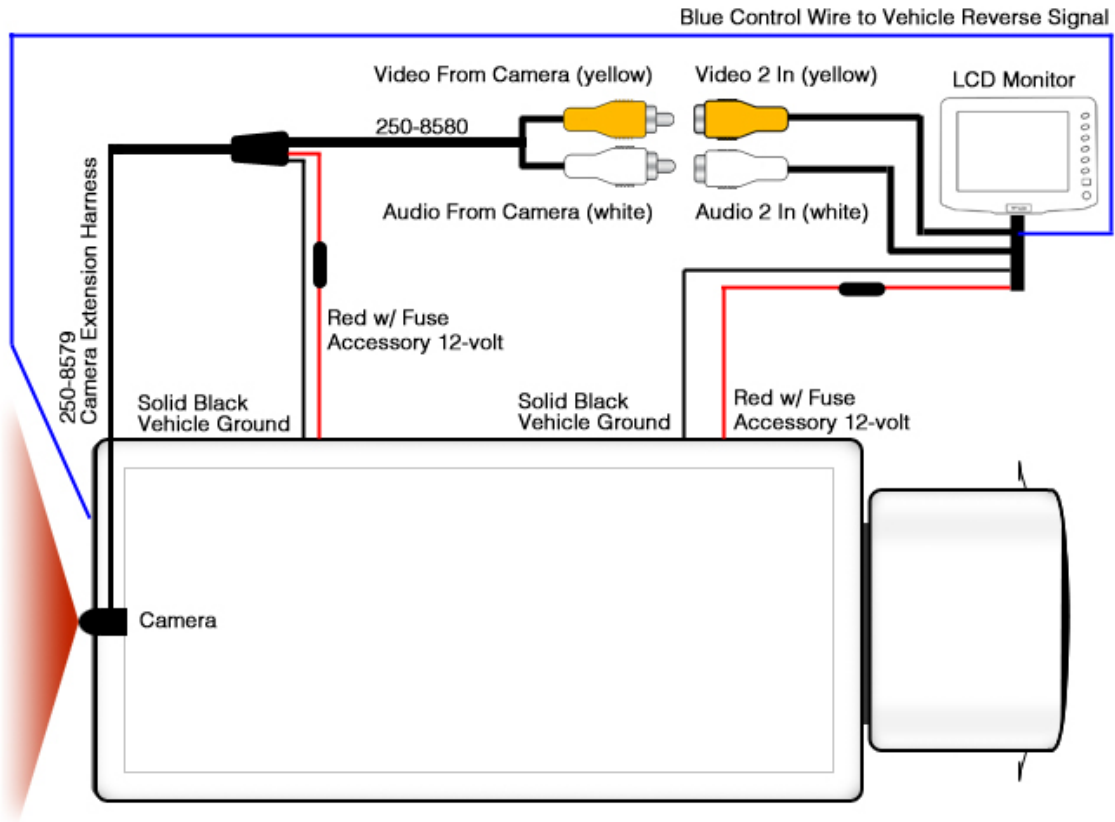 Blue Control Wire to Vehicle Reverse Signal
Video From Camera (yellow)
Video 2 In (yellow)
LCD Monitor
250-8580
Audio From Camera (white)
Audio 2 In (white)
250-8579
Camera Extension Harness
Red w/ Fuse
Accessory 12-volt
Solid Black
Vehicle Ground
Solid Black
Vehicle Ground
Red w/ Fuse
Accessory 12-volt
Camera